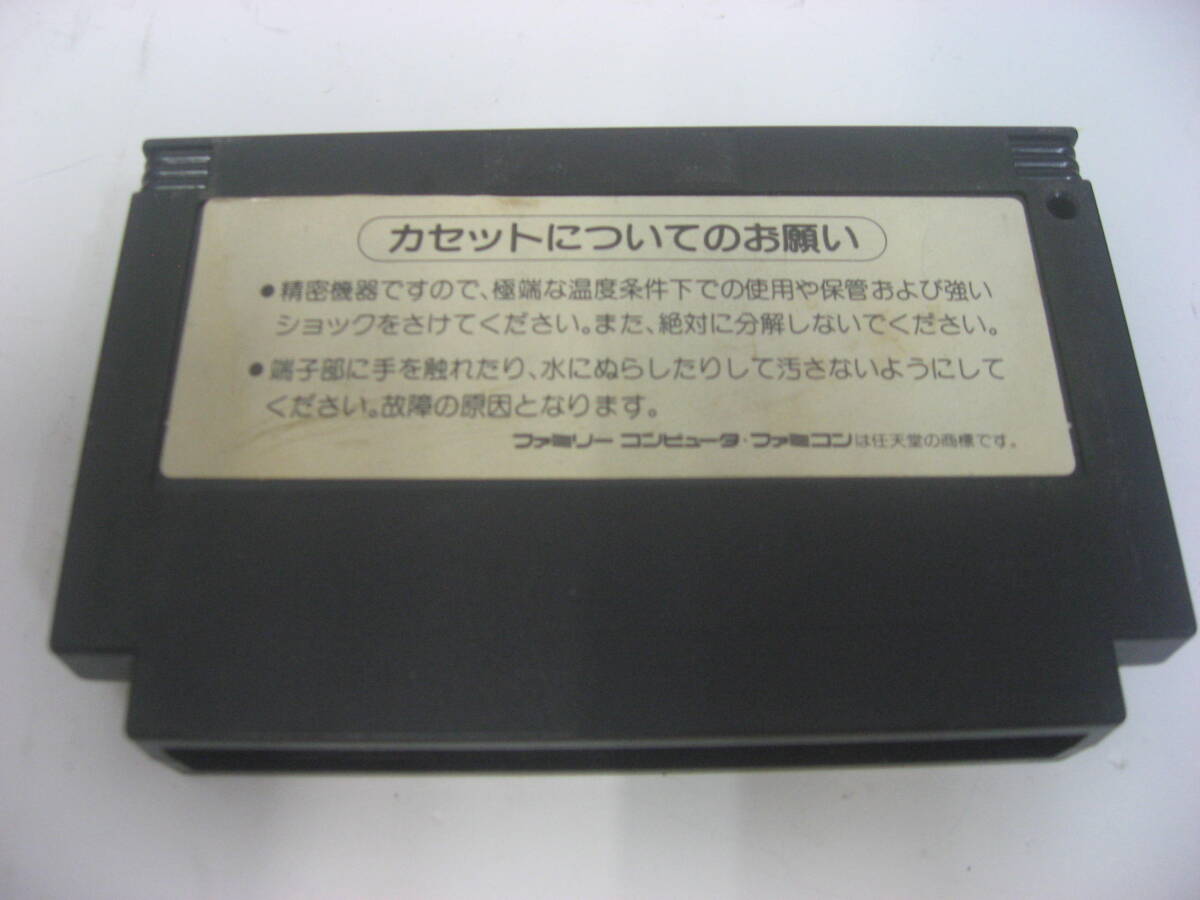 カセットについてのお願い
●精密機器ですので、極端な温度条件下での使用や保管および強い
ショックをさけてください。また、絶対に分解しないでください。
●端子部に手を触れたり、水にぬらしたりして汚さないようにして
ください。故障の原因となります。
ファミリー コンピュータ・ファミコンは任天堂の商標です。